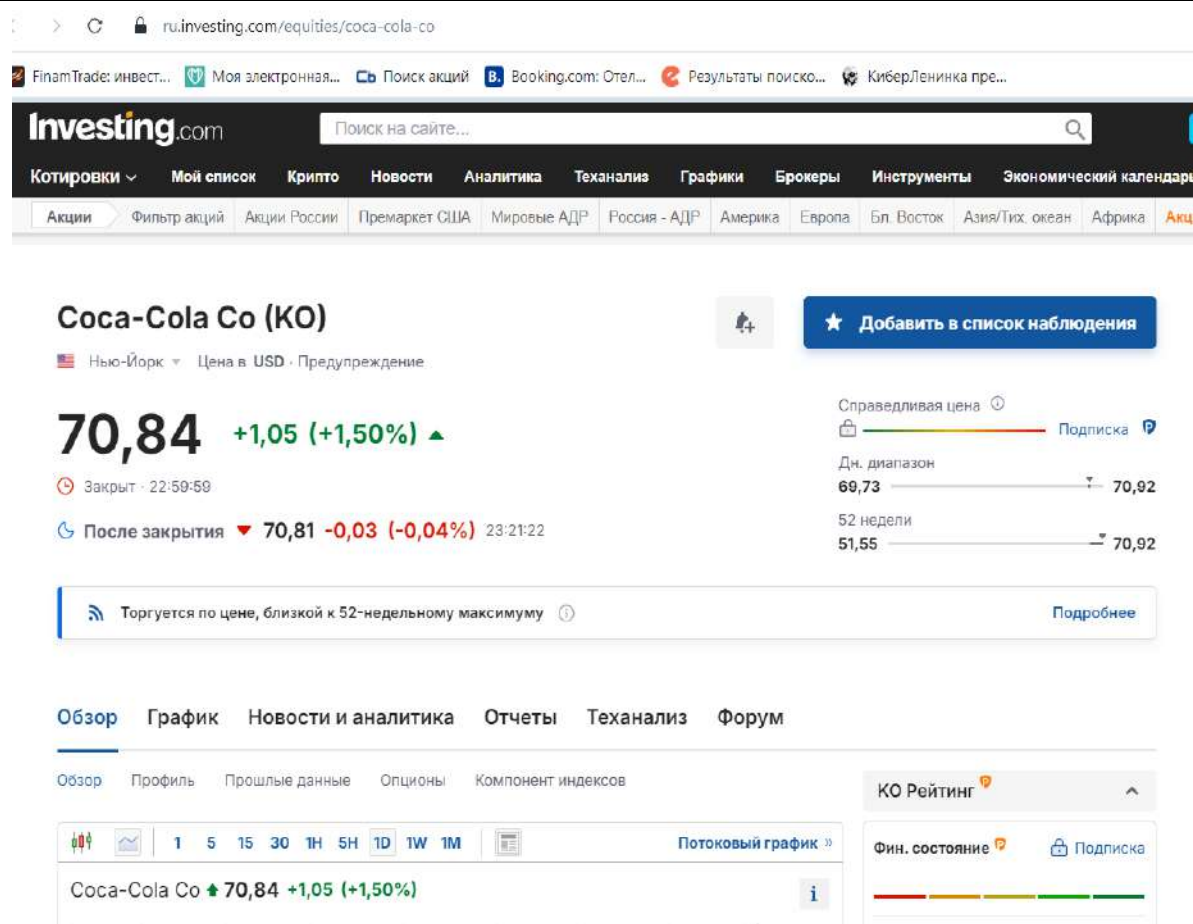 ru.investing.com/equities/coca-cola-co
FinamTrade: инвест... Моя электронная... Сь Поиск акций B. Booking.com: Отел... Результаты поиско... КиберЛенинка пре...
Investing.com Поиск на сайте...
Котировки Мой список Крипто Новости Аналитика Теханализ Графики Брокеры Инструменты Экономический календарь
Акции Фильтр акций Акции России Премаркет США Мировые АДР Россия - АДР Америка Европа Бл. Восток Азия/Тих. океан Африка Акц
Coca-Cola Co (KO)
Добавить в список наблюдения
Нью-Йорк Цена в USD · Предупреждение
70,84 +1,05 (+1,50%)
Справедливая цена
Подписка
Закрыт · 22:59:59
Дн. диапазон
69,73 70,92
После закрытия 70,81 -0,03 (-0,04%) 23:21:22
52 недели
51,55 70,92
Торгуется по цене, близкой к 52-недельному максимуму Подробнее
Обзор График Новости и аналитика Отчеты Теханализ Форум
Обзор Профиль Прошлые данные Опционы Компонент индексов
KO Рейтинг
1 5 15 30 1H 5H 1D 1W 1M Потоковый график »
Фин. состояние Подписка
Coca-Cola Co 70,84 +1,05 (+1,50%)